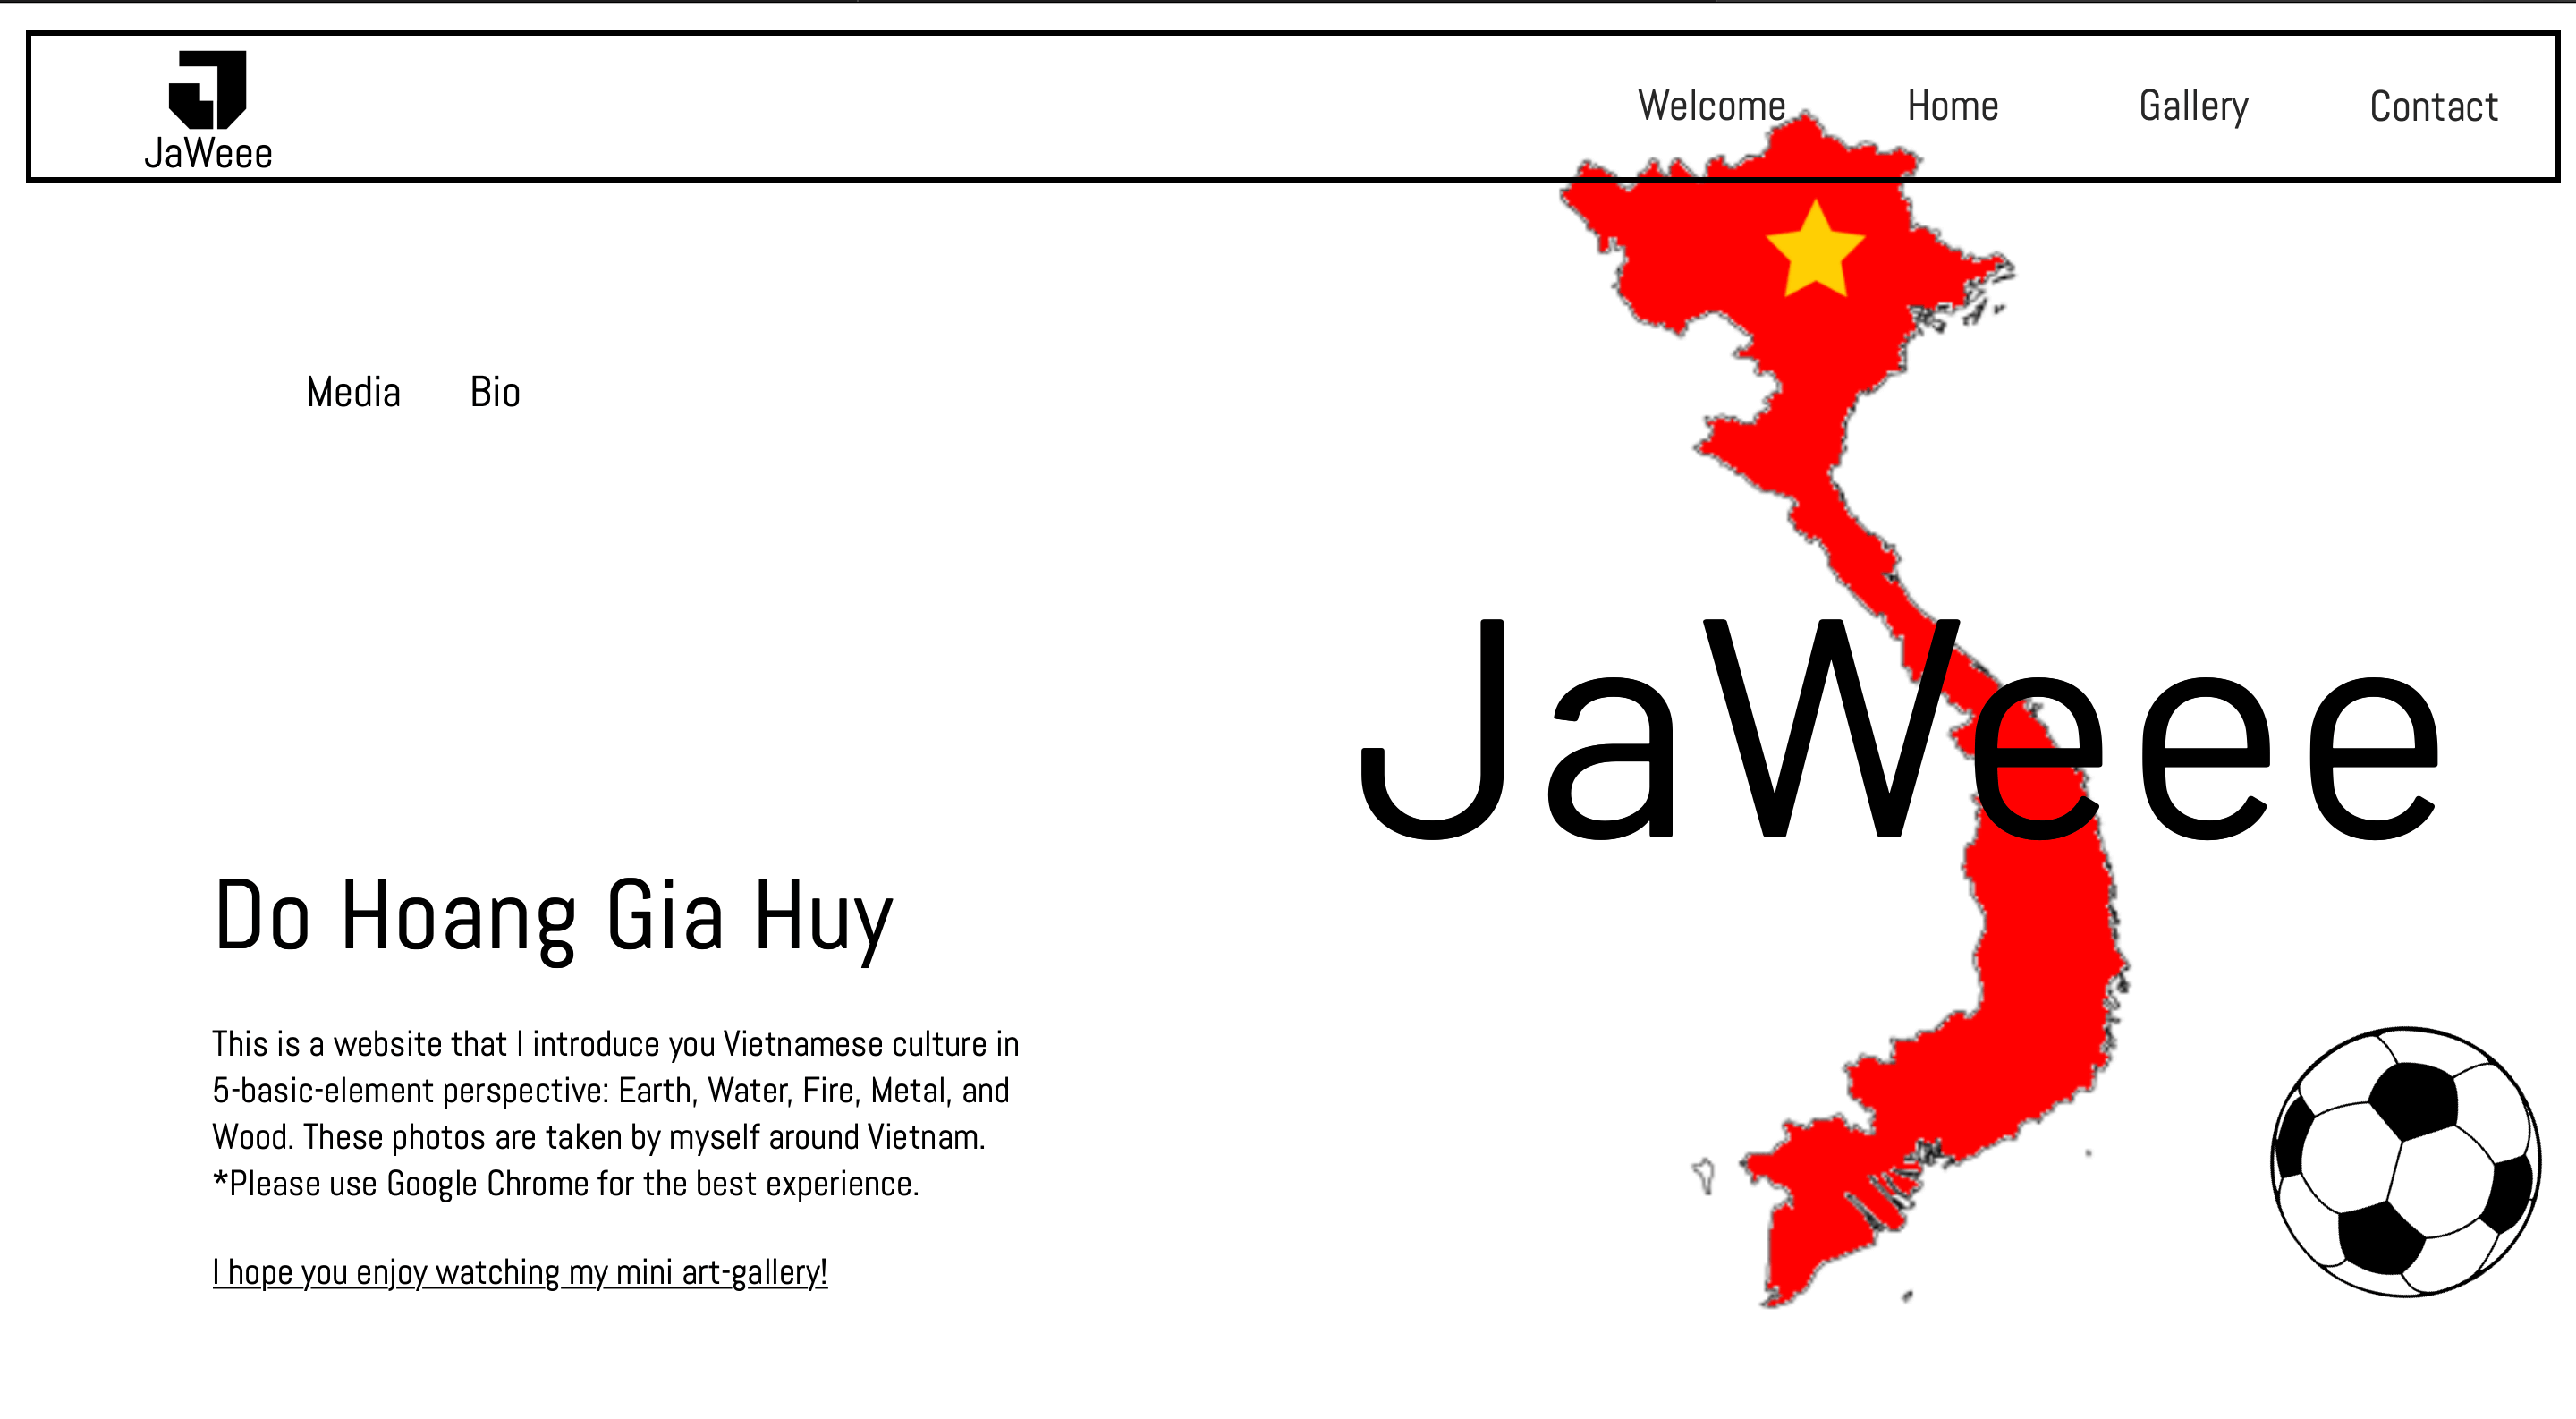 JaWeee
Welcome Home Gallery Contact
Media Bio
JaWeee
Do Hoang Gia Huy
This is a website that I introduce you Vietnamese culture in
5-basic-element perspective: Earth, Water, Fire, Metal, and
Wood. These photos are taken by myself around Vietnam.
*Please use Google Chrome for the best experience.
I hope you enjoy watching my mini art-gallery!